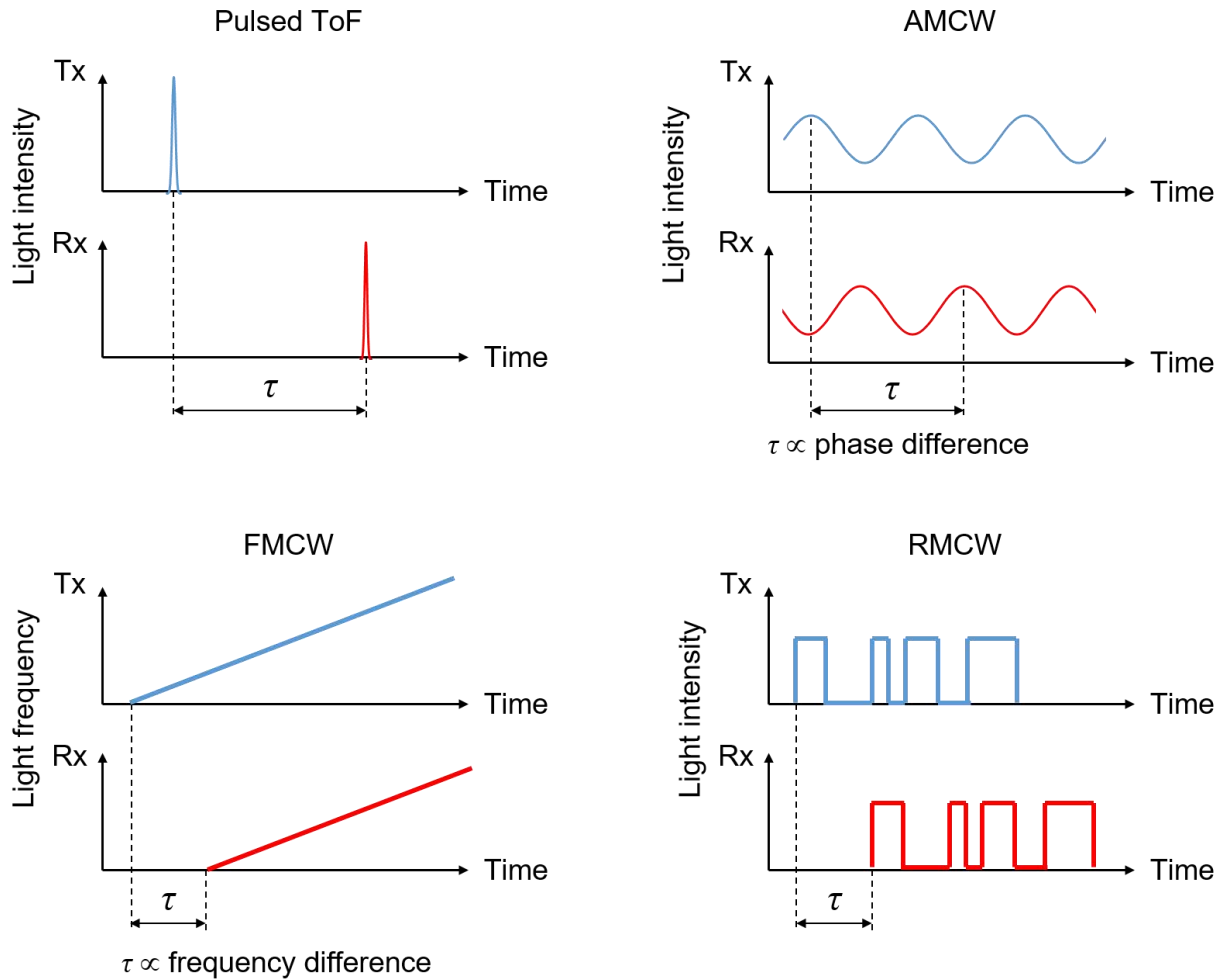 Pulsed ToF
Tx
Light intensity
Time
Rx
Time
τ
AMCW
Tx
Light intensity
Time
Rx
Time
τ
τ ∝ phase difference
FMCW
Tx
Light frequency
Time
Rx
Time
τ
τ ∝ frequency difference
RMCW
Tx
Light intensity
Time
Rx
Time
τ